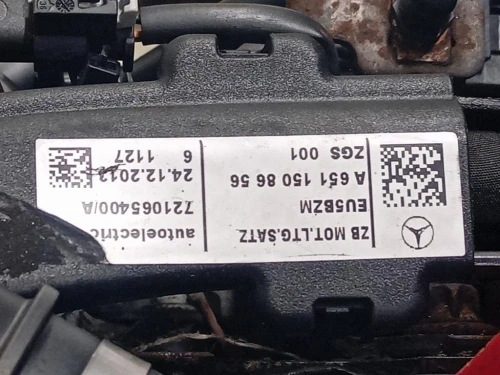 ZB MOT.LTG.SATZ
EU5BZM
A 651 150 86 56
ZGS 001
autoelectric
721065400/A
24.12.2012
1127
6